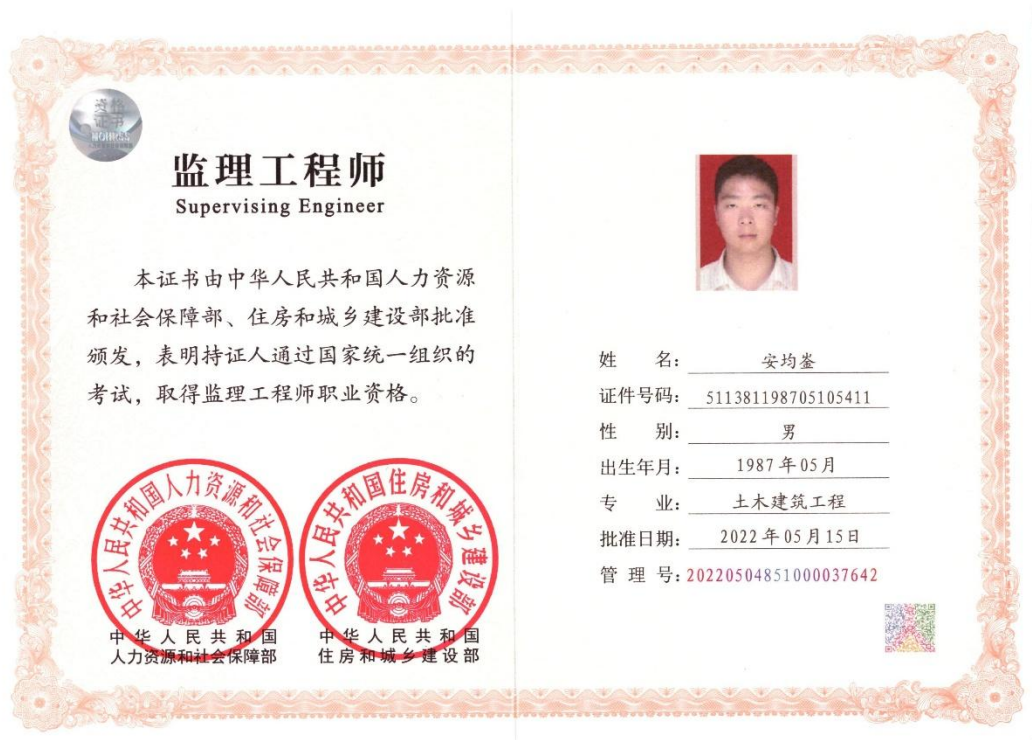 资格
证书
监理工程师
Supervising Engineer
本证书由中华人民共和国人力资源
和社会保障部、住房和城乡建设部批准
颁发，表明持证人通过国家统一组织的
考试，取得监理工程师职业资格。
中华人民共和国人力资源和社会保障部
中华人民共和国
人力资源和社会保障部
中华人民共和国住房和城乡建设部
中华人民共和国
住房和城乡建设部
姓名：安均崟
证件号码：511381198705105411
性别：男
出生年月：1987年05月
专业：土木建筑工程
批准日期：2022年05月15日
管理号：20220504851000037642